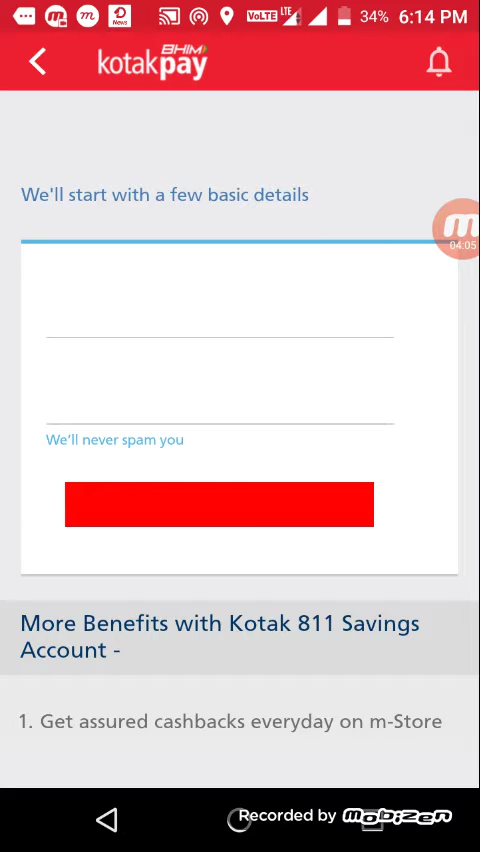 VoLTE LTE 34% 6:14 PM
News
BHIM
kotakpay
We'll start with a few basic details
04:05
We'll never spam you
More Benefits with Kotak 811 Savings
Account -
1. Get assured cashbacks everyday on m-Store
Recorded by mobizen